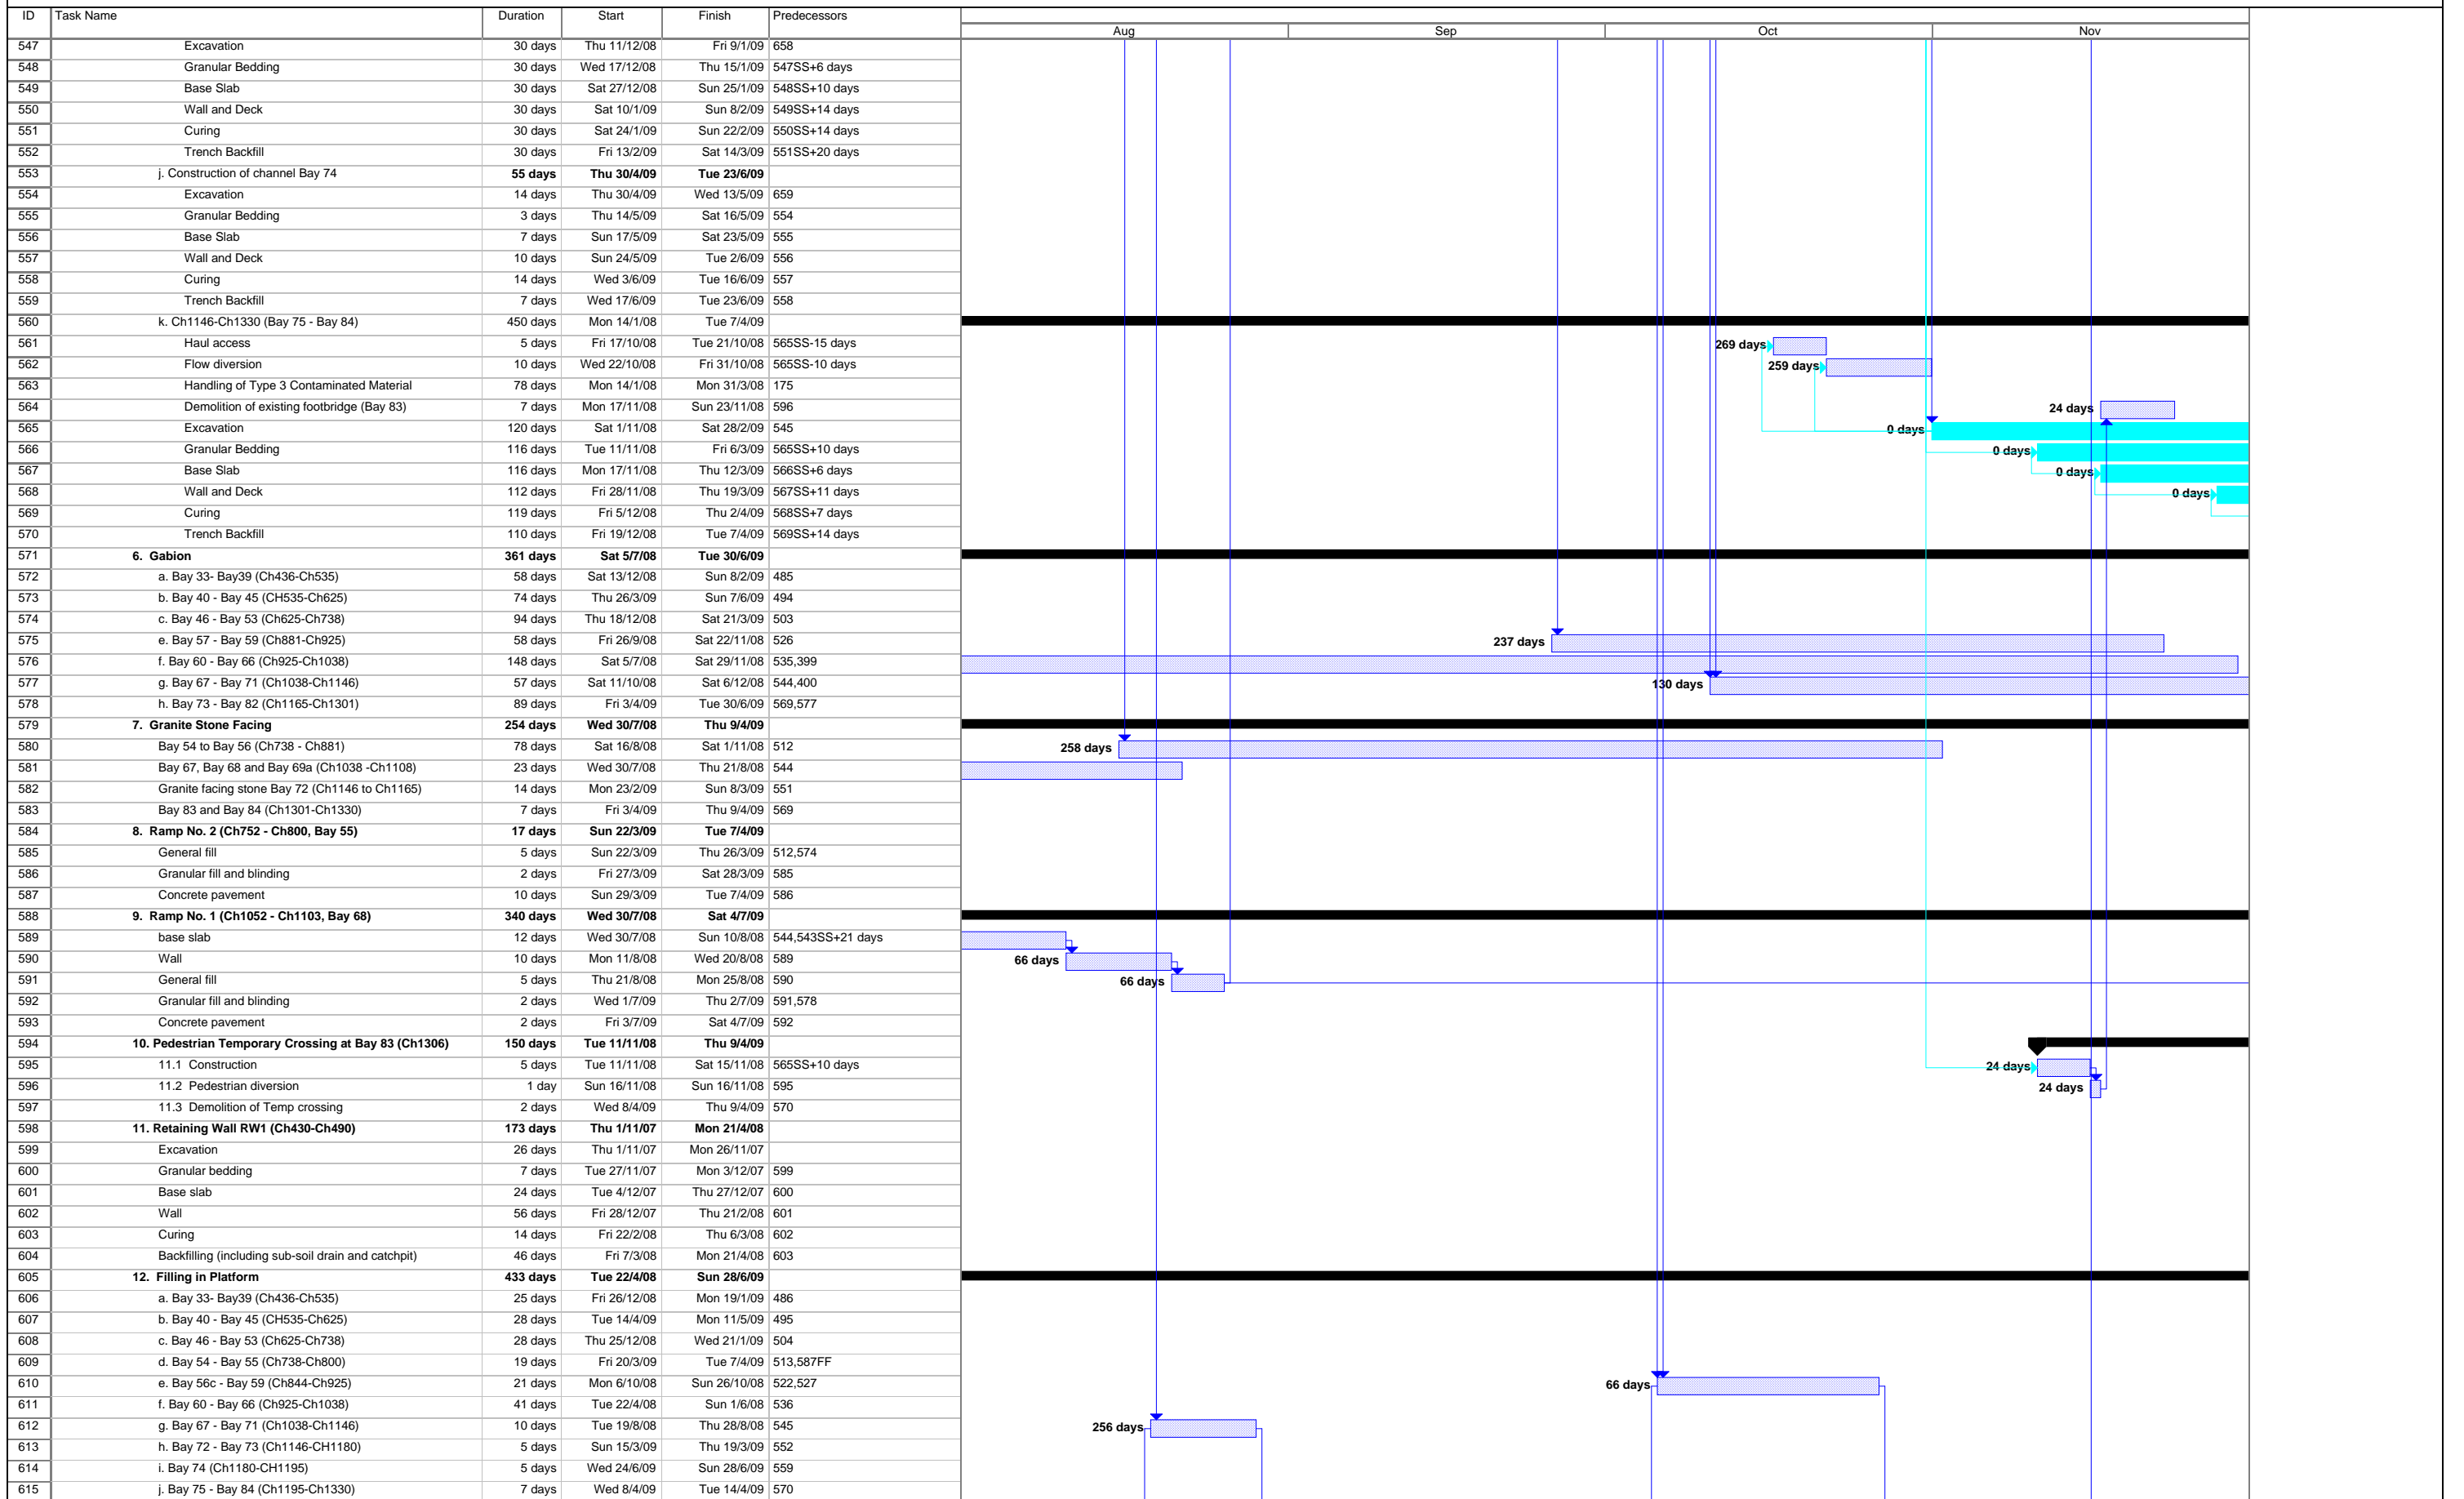 ID Task Name Duration Start Finish Predecessors
Aug Sep Oct Nov
547 Excavation 30 days Thu 11/12/08 Fri 9/1/09 658
548 Granular Bedding 30 days Wed 17/12/08 Thu 15/1/09 547SS+6 days
549 Base Slab 30 days Sat 27/12/08 Sun 25/1/09 548SS+10 days
550 Wall and Deck 30 days Sat 10/1/09 Sun 8/2/09 549SS+14 days
551 Curing 30 days Sat 24/1/09 Sun 22/2/09 550SS+14 days
552 Trench Backfill 30 days Fri 13/2/09 Sat 14/3/09 551SS+20 days
553 j. Construction of channel Bay 74 55 days Thu 30/4/09 Tue 23/6/09
554 Excavation 14 days Thu 30/4/09 Wed 13/5/09 659
555 Granular Bedding 3 days Thu 14/5/09 Sat 16/5/09 554
556 Base Slab 7 days Sun 17/5/09 Sat 23/5/09 555
557 Wall and Deck 10 days Sun 24/5/09 Tue 2/6/09 556
558 Curing 14 days Wed 3/6/09 Tue 16/6/09 557
559 Trench Backfill 7 days Wed 17/6/09 Tue 23/6/09 558
560 k. Ch1146-Ch1330 (Bay 75 - Bay 84) 450 days Mon 14/1/08 Tue 7/4/09
561 Haul access 5 days Fri 17/10/08 Tue 21/10/08 565SS-15 days 269 days
562 Flow diversion 10 days Wed 22/10/08 Fri 31/10/08 565SS-10 days 259 days
563 Handling of Type 3 Contaminated Material 78 days Mon 14/1/08 Mon 31/3/08 175
564 Demolition of existing footbridge (Bay 83) 7 days Mon 17/11/08 Sun 23/11/08 596 24 days
565 Excavation 120 days Sat 1/11/08 Sat 28/2/09 545 0 days
566 Granular Bedding 116 days Tue 11/11/08 Fri 6/3/09 565SS+10 days 0 days
567 Base Slab 116 days Mon 17/11/08 Thu 12/3/09 566SS+6 days 0 days
568 Wall and Deck 112 days Fri 28/11/08 Thu 19/3/09 567SS+11 days 0 days
569 Curing 119 days Fri 5/12/08 Thu 2/4/09 568SS+7 days
570 Trench Backfill 110 days Fri 19/12/08 Tue 7/4/09 569SS+14 days
571 6. Gabion 361 days Sat 5/7/08 Tue 30/6/09
572 a. Bay 33- Bay39 (Ch436-Ch535) 58 days Sat 13/12/08 Sun 8/2/09 485
573 b. Bay 40 - Bay 45 (CH535-Ch625) 74 days Thu 26/3/09 Sun 7/6/09 494
574 c. Bay 46 - Bay 53 (Ch625-Ch738) 94 days Thu 18/12/08 Sat 21/3/09 503
575 e. Bay 57 - Bay 59 (Ch881-Ch925) 58 days Fri 26/9/08 Sat 22/11/08 526 237 days
576 f. Bay 60 - Bay 66 (Ch925-Ch1038) 148 days Sat 5/7/08 Sat 29/11/08 535,399
577 g. Bay 67 - Bay 71 (Ch1038-Ch1146) 57 days Sat 11/10/08 Sat 6/12/08 544,400 130 days
578 h. Bay 73 - Bay 82 (Ch1165-Ch1301) 89 days Fri 3/4/09 Tue 30/6/09 569,577
579 7. Granite Stone Facing 254 days Wed 30/7/08 Thu 9/4/09
580 Bay 54 to Bay 56 (Ch738 - Ch881) 78 days Sat 16/8/08 Sat 1/11/08 512 258 days
581 Bay 67, Bay 68 and Bay 69a (Ch1038 -Ch1108) 23 days Wed 30/7/08 Thu 21/8/08 544
582 Granite facing stone Bay 72 (Ch1146 to Ch1165) 14 days Mon 23/2/09 Sun 8/3/09 551
583 Bay 83 and Bay 84 (Ch1301-Ch1330) 7 days Fri 3/4/09 Thu 9/4/09 569
584 8. Ramp No. 2 (Ch752 - Ch800, Bay 55) 17 days Sun 22/3/09 Tue 7/4/09
585 General fill 5 days Sun 22/3/09 Thu 26/3/09 512,574
586 Granular fill and blinding 2 days Fri 27/3/09 Sat 28/3/09 585
587 Concrete pavement 10 days Sun 29/3/09 Tue 7/4/09 586
588 9. Ramp No. 1 (Ch1052 - Ch1103, Bay 68) 340 days Wed 30/7/08 Sat 4/7/09
589 base slab 12 days Wed 30/7/08 Sun 10/8/08 544,543SS+21 days
590 Wall 10 days Mon 11/8/08 Wed 20/8/08 589 66 days
591 General fill 5 days Thu 21/8/08 Mon 25/8/08 590 66 days
592 Granular fill and blinding 2 days Wed 1/7/09 Thu 2/7/09 591,578
593 Concrete pavement 2 days Fri 3/7/09 Sat 4/7/09 592
594 10. Pedestrian Temporary Crossing at Bay 83 (Ch1306) 150 days Tue 11/11/08 Thu 9/4/09
595 11.1 Construction 5 days Tue 11/11/08 Sat 15/11/08 565SS+10 days 24 days
596 11.2 Pedestrian diversion 1 day Sun 16/11/08 Sun 16/11/08 595 24 days
597 11.3 Demolition of Temp crossing 2 days Wed 8/4/09 Thu 9/4/09 570
598 11. Retaining Wall RW1 (Ch430-Ch490) 173 days Thu 1/11/07 Mon 21/4/08
599 Excavation 26 days Thu 1/11/07 Mon 26/11/07
600 Granular bedding 7 days Tue 27/11/07 Mon 3/12/07 599
601 Base slab 24 days Tue 4/12/07 Thu 27/12/07 600
602 Wall 56 days Fri 28/12/07 Thu 21/2/08 601
603 Curing 14 days Fri 22/2/08 Thu 6/3/08 602
604 Backfilling (including sub-soil drain and catchpit) 46 days Fri 7/3/08 Mon 21/4/08 603
605 12. Filling in Platform 433 days Tue 22/4/08 Sun 28/6/09
606 a. Bay 33- Bay39 (Ch436-Ch535) 25 days Fri 26/12/08 Mon 19/1/09 486
607 b. Bay 40 - Bay 45 (CH535-Ch625) 28 days Tue 14/4/09 Mon 11/5/09 495
608 c. Bay 46 - Bay 53 (Ch625-Ch738) 28 days Thu 25/12/08 Wed 21/1/09 504
609 d. Bay 54 - Bay 55 (Ch738-Ch800) 19 days Fri 20/3/09 Tue 7/4/09 513,587FF
610 e. Bay 56c - Bay 59 (Ch844-Ch925) 21 days Mon 6/10/08 Sun 26/10/08 522,527 66 days
611 f. Bay 60 - Bay 66 (Ch925-Ch1038) 41 days Tue 22/4/08 Sun 1/6/08 536
612 g. Bay 67 - Bay 71 (Ch1038-Ch1146) 10 days Tue 19/8/08 Thu 28/8/08 545 256 days
613 h. Bay 72 - Bay 73 (Ch1146-CH1180) 5 days Sun 15/3/09 Thu 19/3/09 552
614 i. Bay 74 (Ch1180-CH1195) 5 days Wed 24/6/09 Sun 28/6/09 559
615 j. Bay 75 - Bay 84 (Ch1195-Ch1330) 7 days Wed 8/4/09 Tue 14/4/09 570